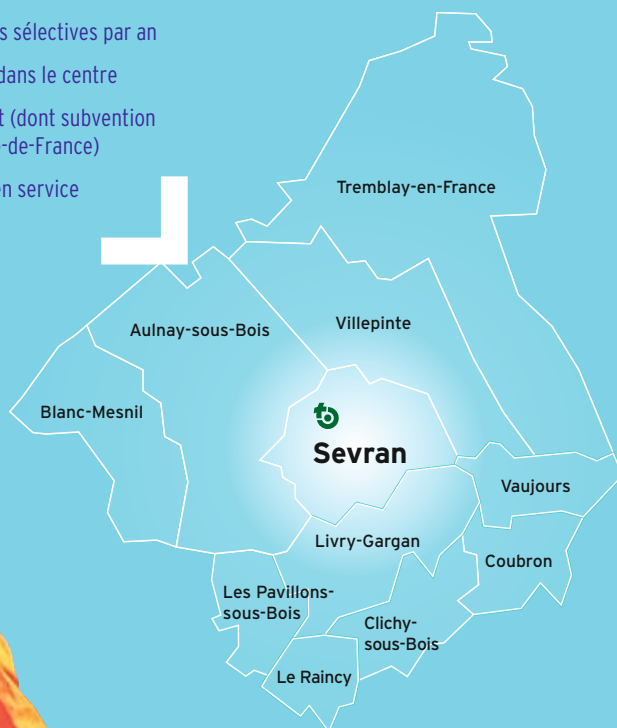 s sélectives par an
dans le centre
t (dont subvention
-de-France)
en service
Tremblay-en-France
Villepinte
Aulnay-sous-Bois
Blanc-Mesnil
Sevran
Vaujours
Livry-Gargan
Coubron
Les Pavillons-
sous-Bois
Clichy-
sous-Bois
Le Raincy